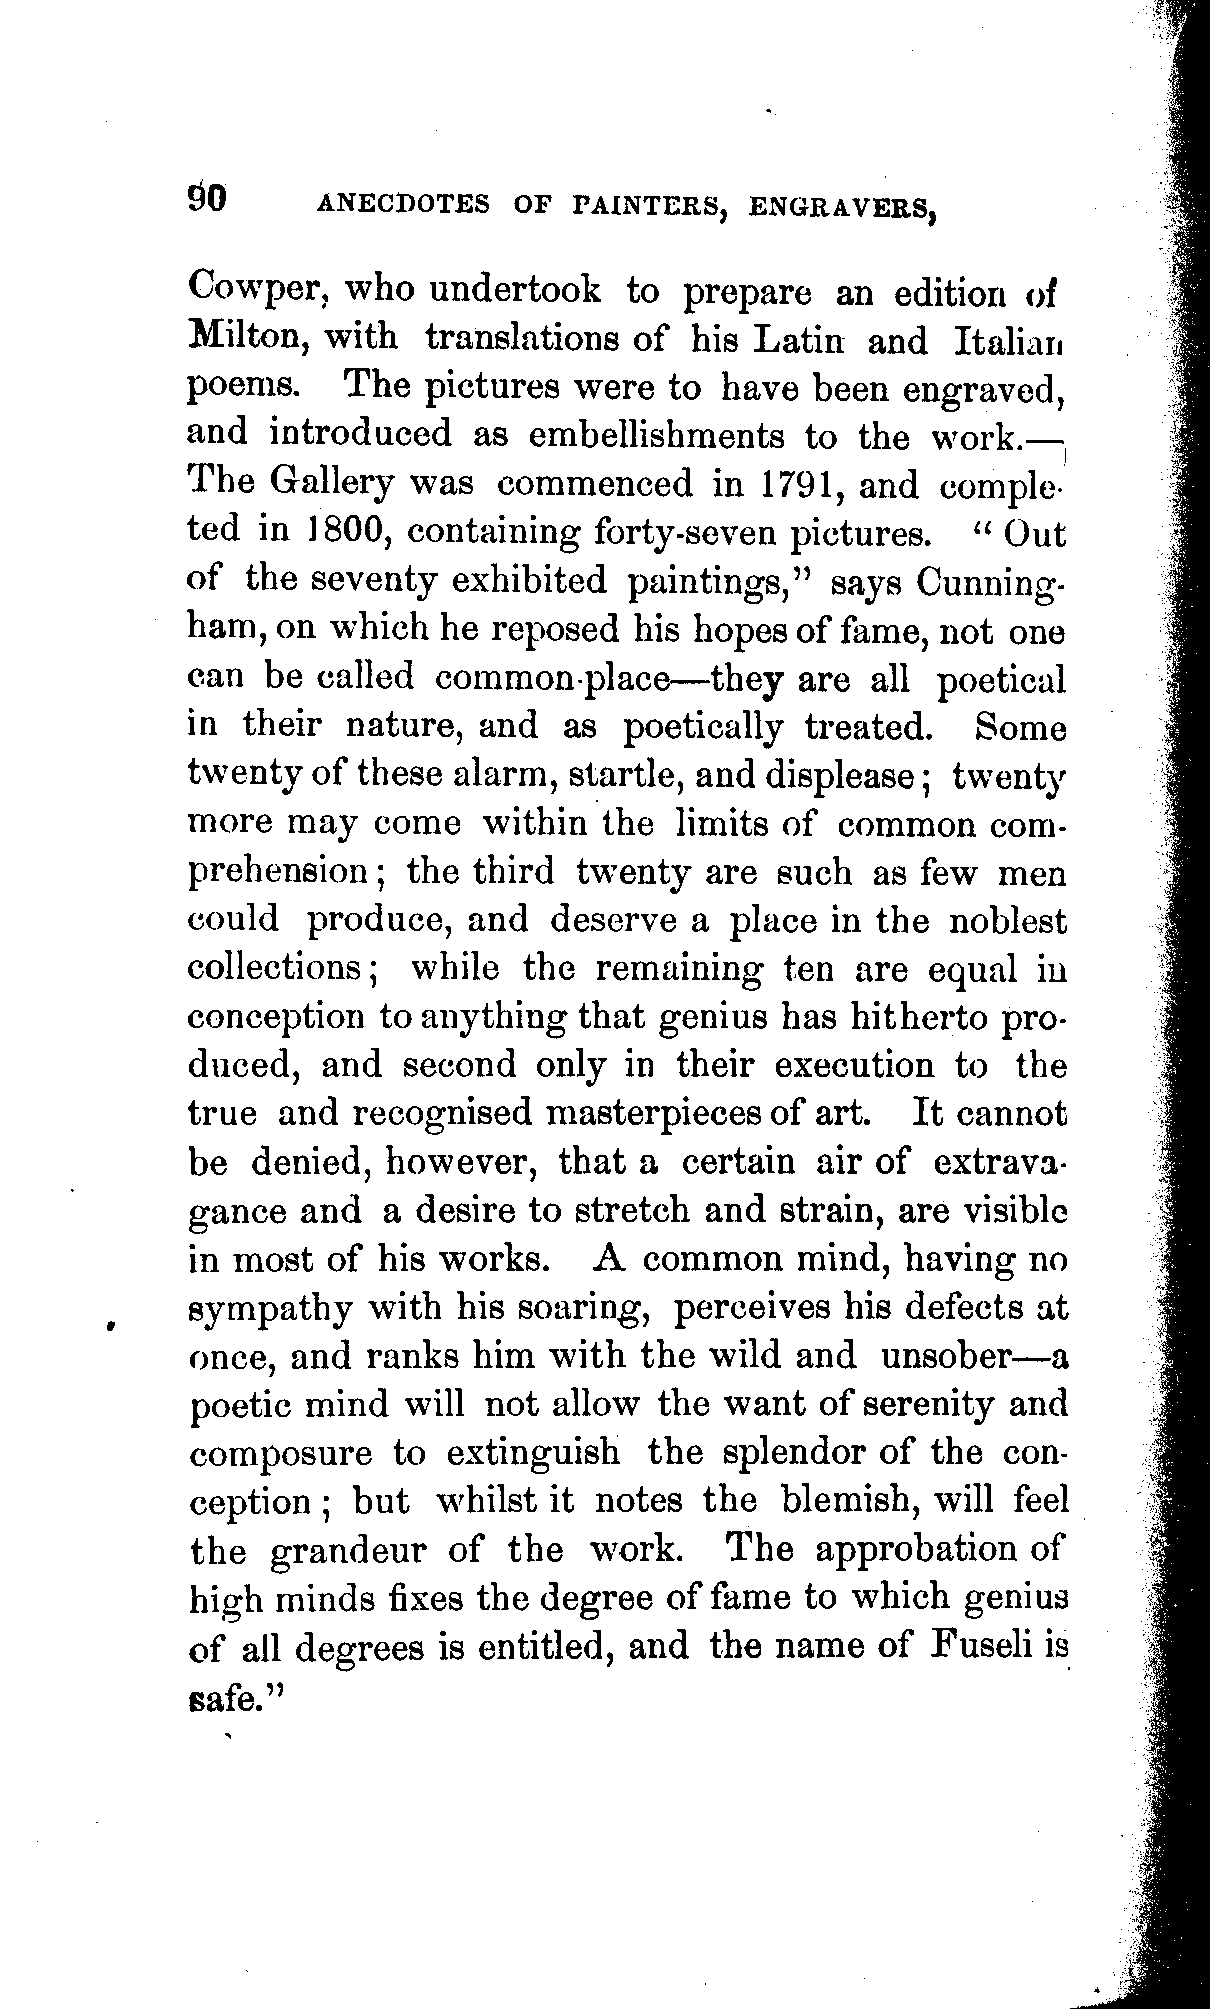 90 ANECDOTES OF PAINTERS, ENGRAVERS,
Cowper, who undertook to prepare an edition of
Milton, with translations of his Latin and Italian
poems. The pictures were to have been engraved,
and introduced as embellishments to the work.—
The Gallery was commenced in 1791, and comple-
ted in 1800, containing forty-seven pictures. “Out
of the seventy exhibited paintings,” says Cunning-
ham, on which he reposed his hopes of fame, not one
can be called common-place—they are all poetical
in their nature, and as poetically treated. Some
twenty of these alarm, startle, and displease; twenty
more may come within the limits of common com-
prehension; the third twenty are such as few men
could produce, and deserve a place in the noblest
collections; while the remaining ten are equal in
conception to anything that genius has hitherto pro-
duced, and second only in their execution to the
true and recognised masterpieces of art. It cannot
be denied, however, that a certain air of extrava-
gance and a desire to stretch and strain, are visible
in most of his works. A common mind, having no
sympathy with his soaring, perceives his defects at
once, and ranks him with the wild and unsober—a
poetic mind will not allow the want of serenity and
composure to extinguish the splendor of the con-
ception; but whilst it notes the blemish, will feel
the grandeur of the work. The approbation of
high minds fixes the degree of fame to which genius
of all degrees is entitled, and the name of Fuseli is
safe.”